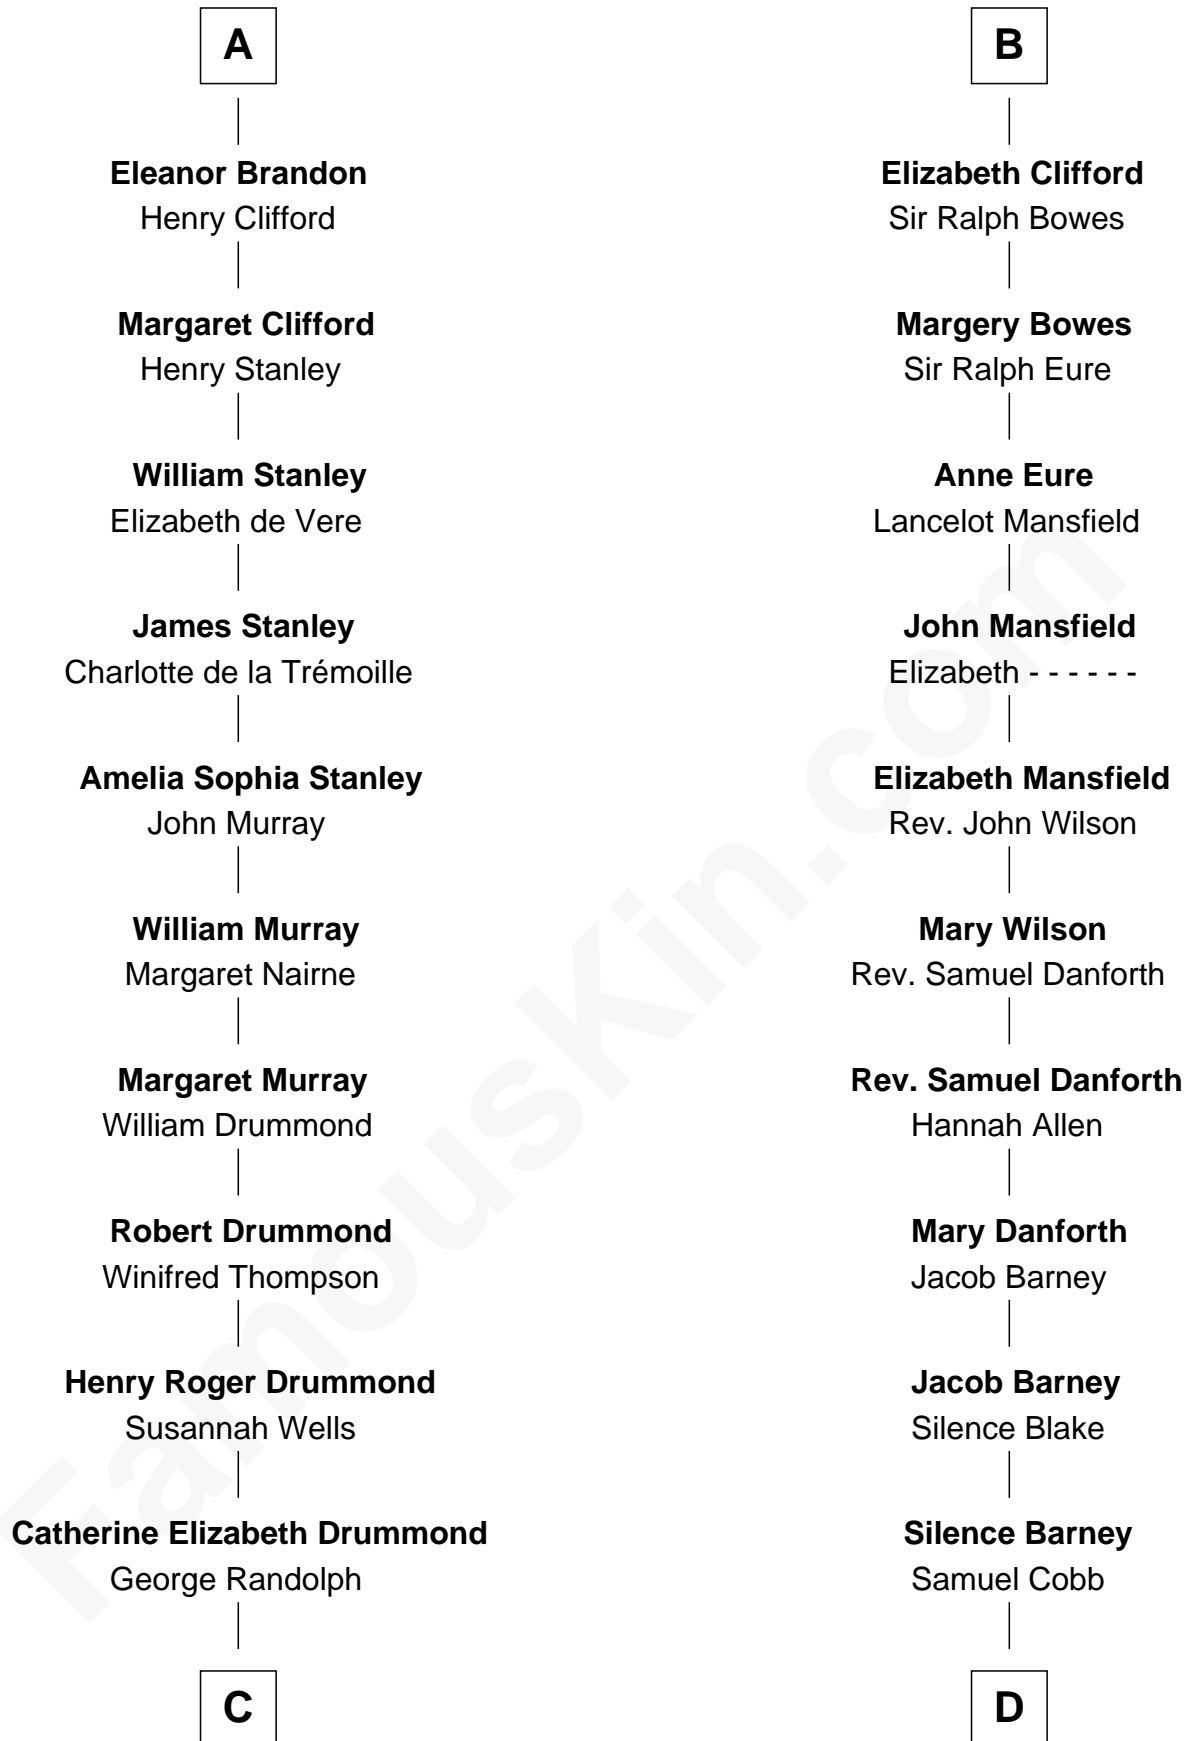 A
Eleanor Brandon
Henry Clifford
Margaret Clifford
Henry Stanley
William Stanley
Elizabeth de Vere
James Stanley
Charlotte de la Trémoille
Amelia Sophia Stanley
John Murray
William Murray
Margaret Nairne
Margaret Murray
William Drummond
Robert Drummond
Winifred Thompson
Henry Roger Drummond
Susannah Wells
Catherine Elizabeth Drummond
George Randolph
C
B
Elizabeth Clifford
Sir Ralph Bowes
Margery Bowes
Sir Ralph Eure
Anne Eure
Lancelot Mansfield
John Mansfield
Elizabeth - - - - - -
Elizabeth Mansfield
Rev. John Wilson
Mary Wilson
Rev. Samuel Danforth
Rev. Samuel Danforth
Hannah Allen
Mary Danforth
Jacob Barney
Jacob Barney
Silence Blake
Silence Barney
Samuel Cobb
D
FamousKin.com